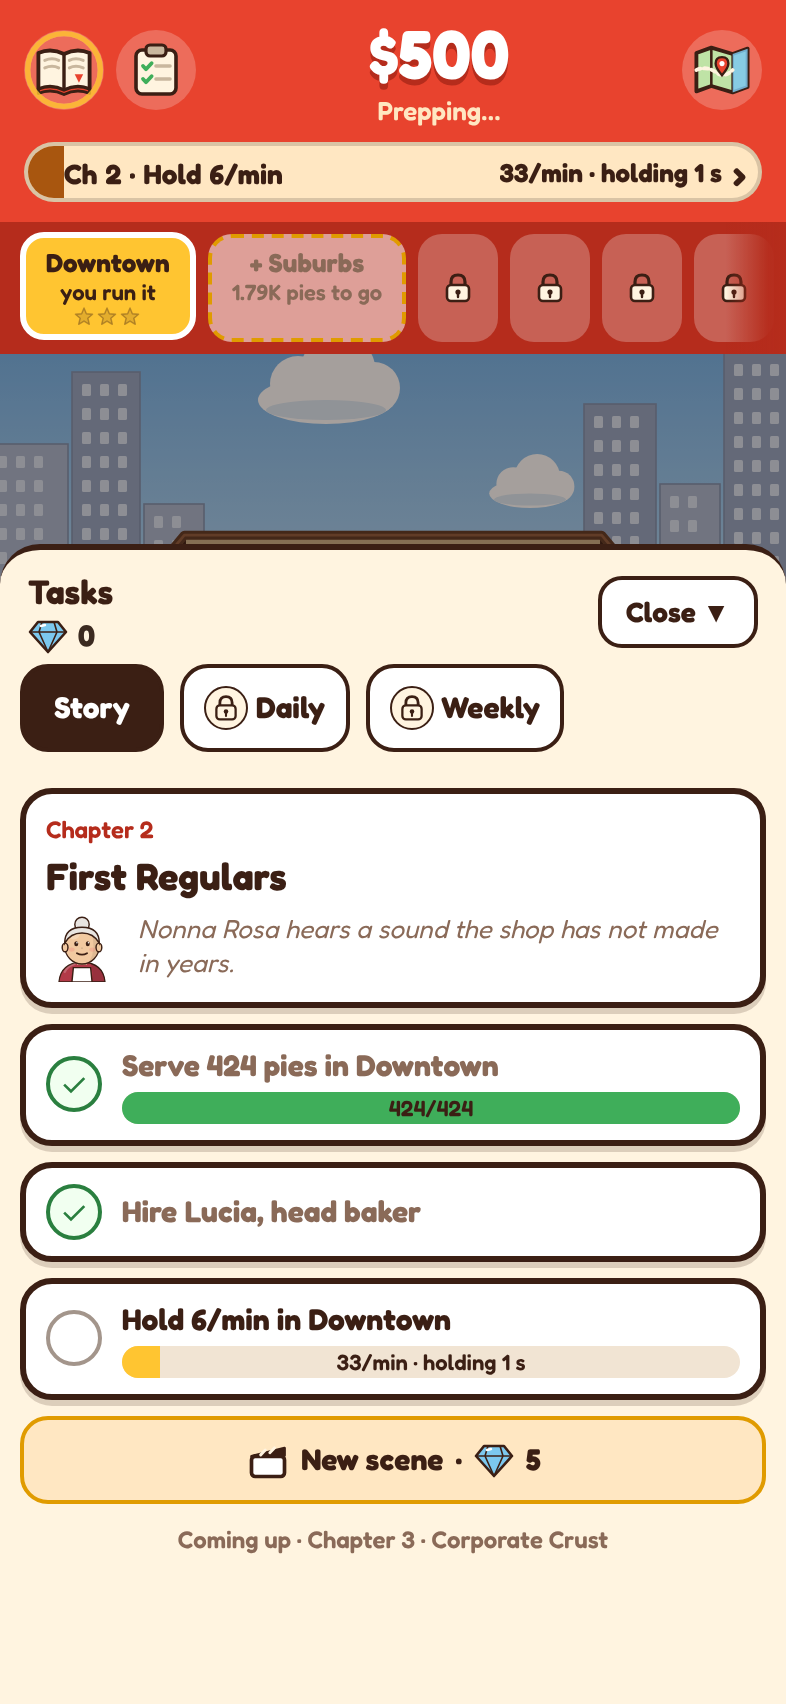 $500
Prepping...
Ch 2 · Hold 6/min
33/min · holding 1 s
Downtown
you run it
+ Suburbs
1.79K pies to go
Tasks
0
Close ▼
Story
Daily
Weekly
Chapter 2
First Regulars
Nonna Rosa hears a sound the shop has not made
in years.
Serve 424 pies in Downtown
424/424
Hire Lucia, head baker
Hold 6/min in Downtown
33/min · holding 1 s
New scene · 5
Coming up · Chapter 3 · Corporate Crust